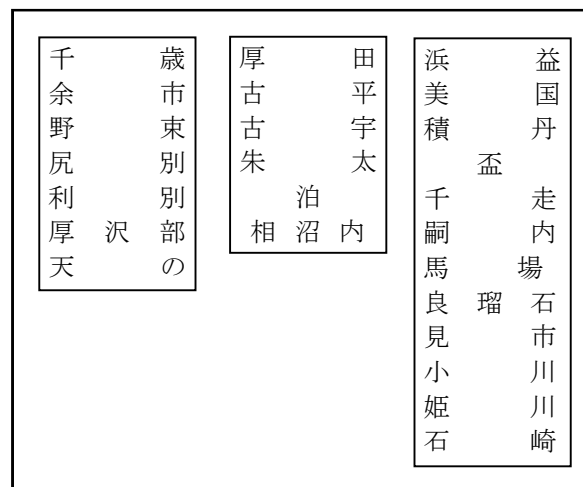 千歳
余市
野束
尻別
利別
厚沢部
天の
厚田
古平
古宇
朱太
泊
相沼内
浜益
美国
積丹
盃
千走
嗣内
馬場
良瑠石
見市
小川
姫川
石崎